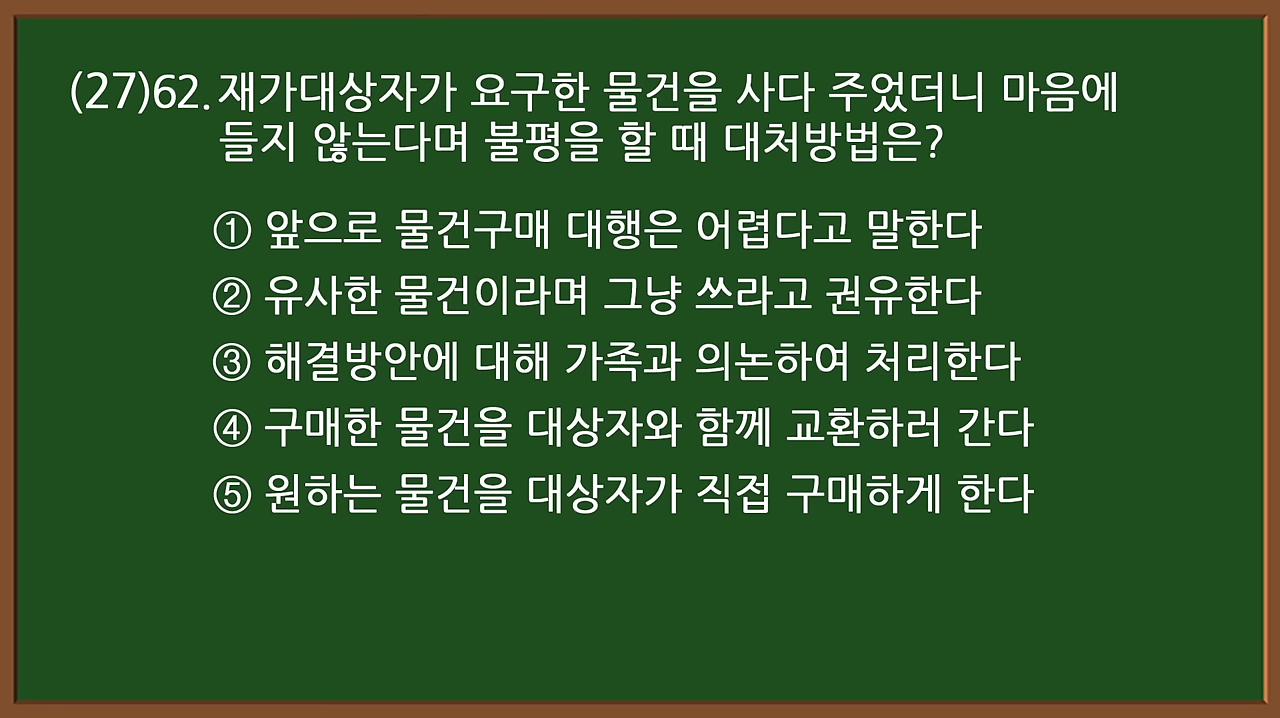 (27)62. 재가대상자가 요구한 물건을 사다 주었더니 마음에
들지 않는다며 불평을 할 때 대처방법은?
① 앞으로 물건구매 대행은 어렵다고 말한다
② 유사한 물건이라며 그냥 쓰라고 권유한다
③ 해결방안에 대해 가족과 의논하여 처리한다
④ 구매한 물건을 대상자와 함께 교환하러 간다
⑤ 원하는 물건을 대상자가 직접 구매하게 한다